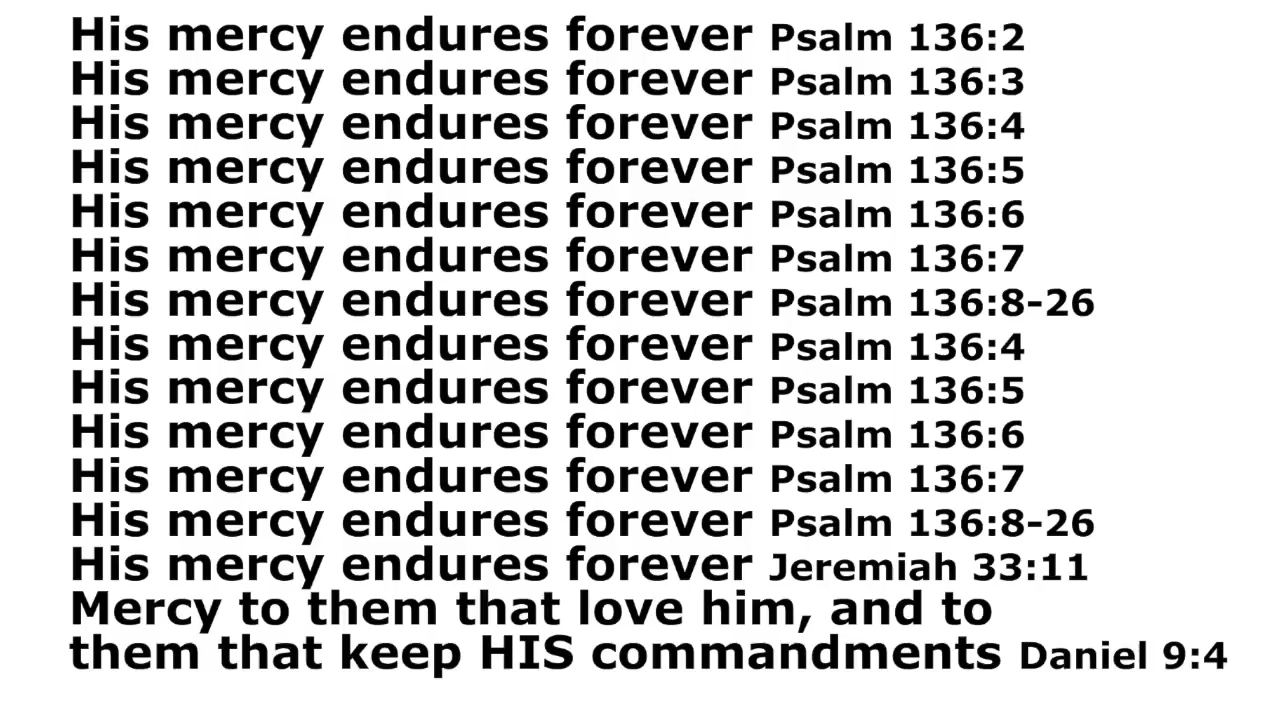 His mercy endures forever Psalm 136:2
His mercy endures forever Psalm 136:3
His mercy endures forever Psalm 136:4
His mercy endures forever Psalm 136:5
His mercy endures forever Psalm 136:6
His mercy endures forever Psalm 136:7
His mercy endures forever Psalm 136:8-26
His mercy endures forever Psalm 136:4
His mercy endures forever Psalm 136:5
His mercy endures forever Psalm 136:6
His mercy endures forever Psalm 136:7
His mercy endures forever Psalm 136:8-26
His mercy endures forever Jeremiah 33:11
Mercy to them that love him, and to
them that keep HIS commandments Daniel 9:4